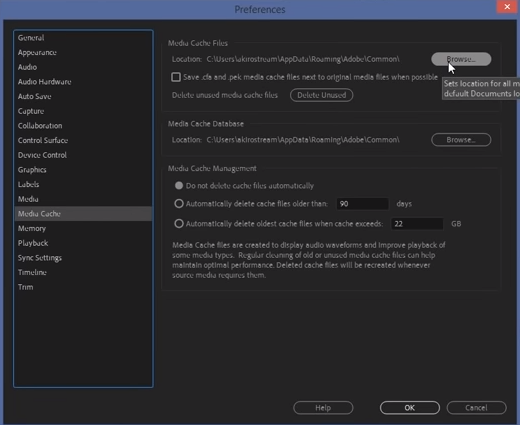 Preferences
General
Appearance
Audio
Audio Hardware
Auto Save
Capture
Collaboration
Control Surface
Device Control
Graphics
Labels
Media
Media Cache
Memory
Playback
Sync Settings
Timeline
Trim
Media Cache Files
Location: C:\Users\akirostream\AppData\Roaming\Adobe\Common\
Browse...
Save .cfa and .pek media cache files next to original media files when possible
Sets location for all m
default Documents lo
Delete unused media cache files
Delete Unused
Media Cache Database
Location: C:\Users\akirostream\AppData\Roaming\Adobe\Common\
Browse...
Media Cache Management
Do not delete cache files automatically
Automatically delete cache files older than: 90 days
Automatically delete oldest cache files when cache exceeds: 22 GB
Media Cache files are created to display audio waveforms and improve playback of
some media types. Regular cleaning of old or unused media cache files can help
maintain optimal performance. Deleted cache files will be recreated whenever
source media requires them.
Help
OK
Cancel